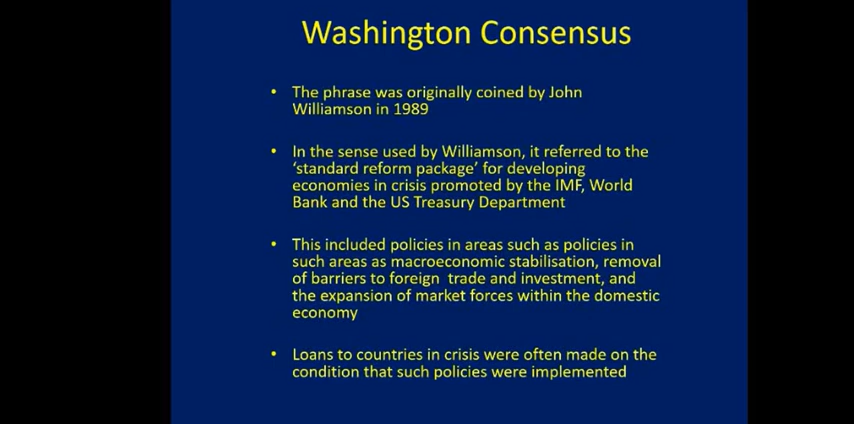 Washington Consensus
• The phrase was originally coined by John
Williamson in 1989
• In the sense used by Williamson, it referred to the
‘standard reform package’ for developing
economies in crisis promoted by the IMF, World
Bank and the US Treasury Department
• This included policies in areas such as policies in
such areas as macroeconomic stabilisation, removal
of barriers to foreign trade and investment, and
the expansion of market forces within the domestic
economy
• Loans to countries in crisis were often made on the
condition that such policies were implemented